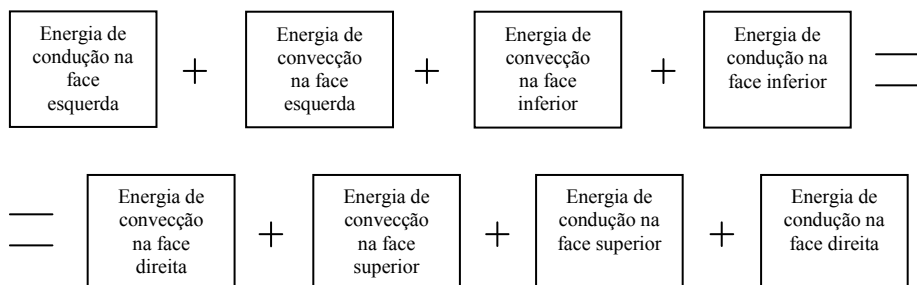 Energia de
condução na
face
esquerda
+
Energia de
convecção
na face
esquerda
+
Energia de
convecção
na face
inferior
+
Energia de
condução na
face inferior
=
=
Energia de
convecção
na face
direita
+
Energia de
convecção
na face
superior
+
Energia de
condução na
face superior
+
Energia de
condução na
face direita